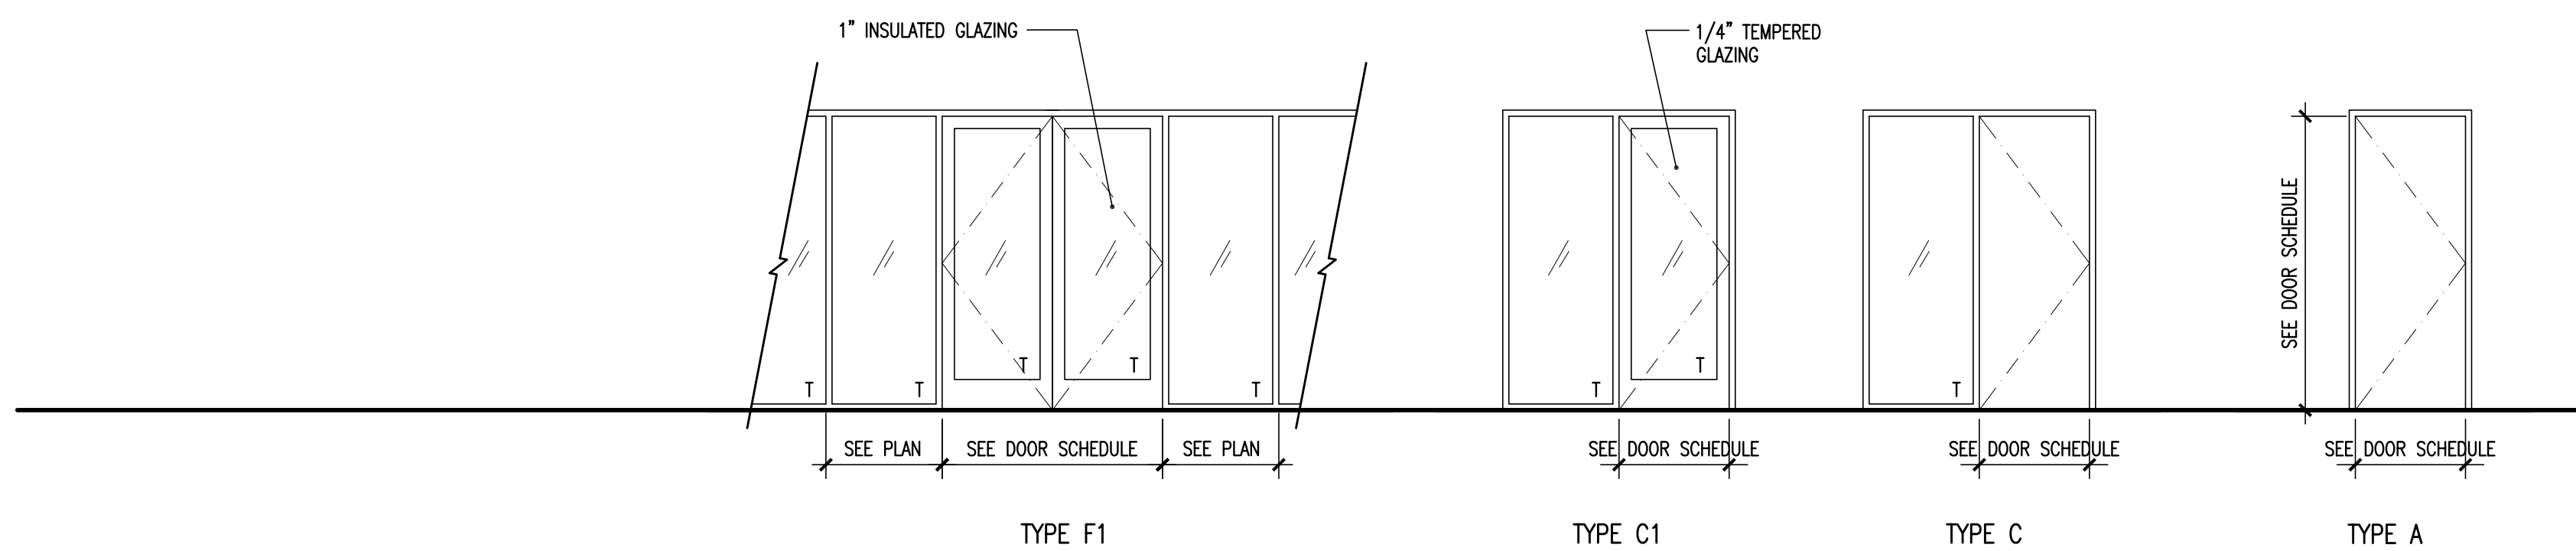 1" INSULATED GLAZING
1/4" TEMPERED
GLAZING
SEE DOOR SCHEDULE
T
T
T
T
T
T
T
T
SEE PLAN
SEE DOOR SCHEDULE
SEE PLAN
SEE DOOR SCHEDULE
SEE DOOR SCHEDULE
SEE DOOR SCHEDULE
TYPE F1
TYPE C1
TYPE C
TYPE A